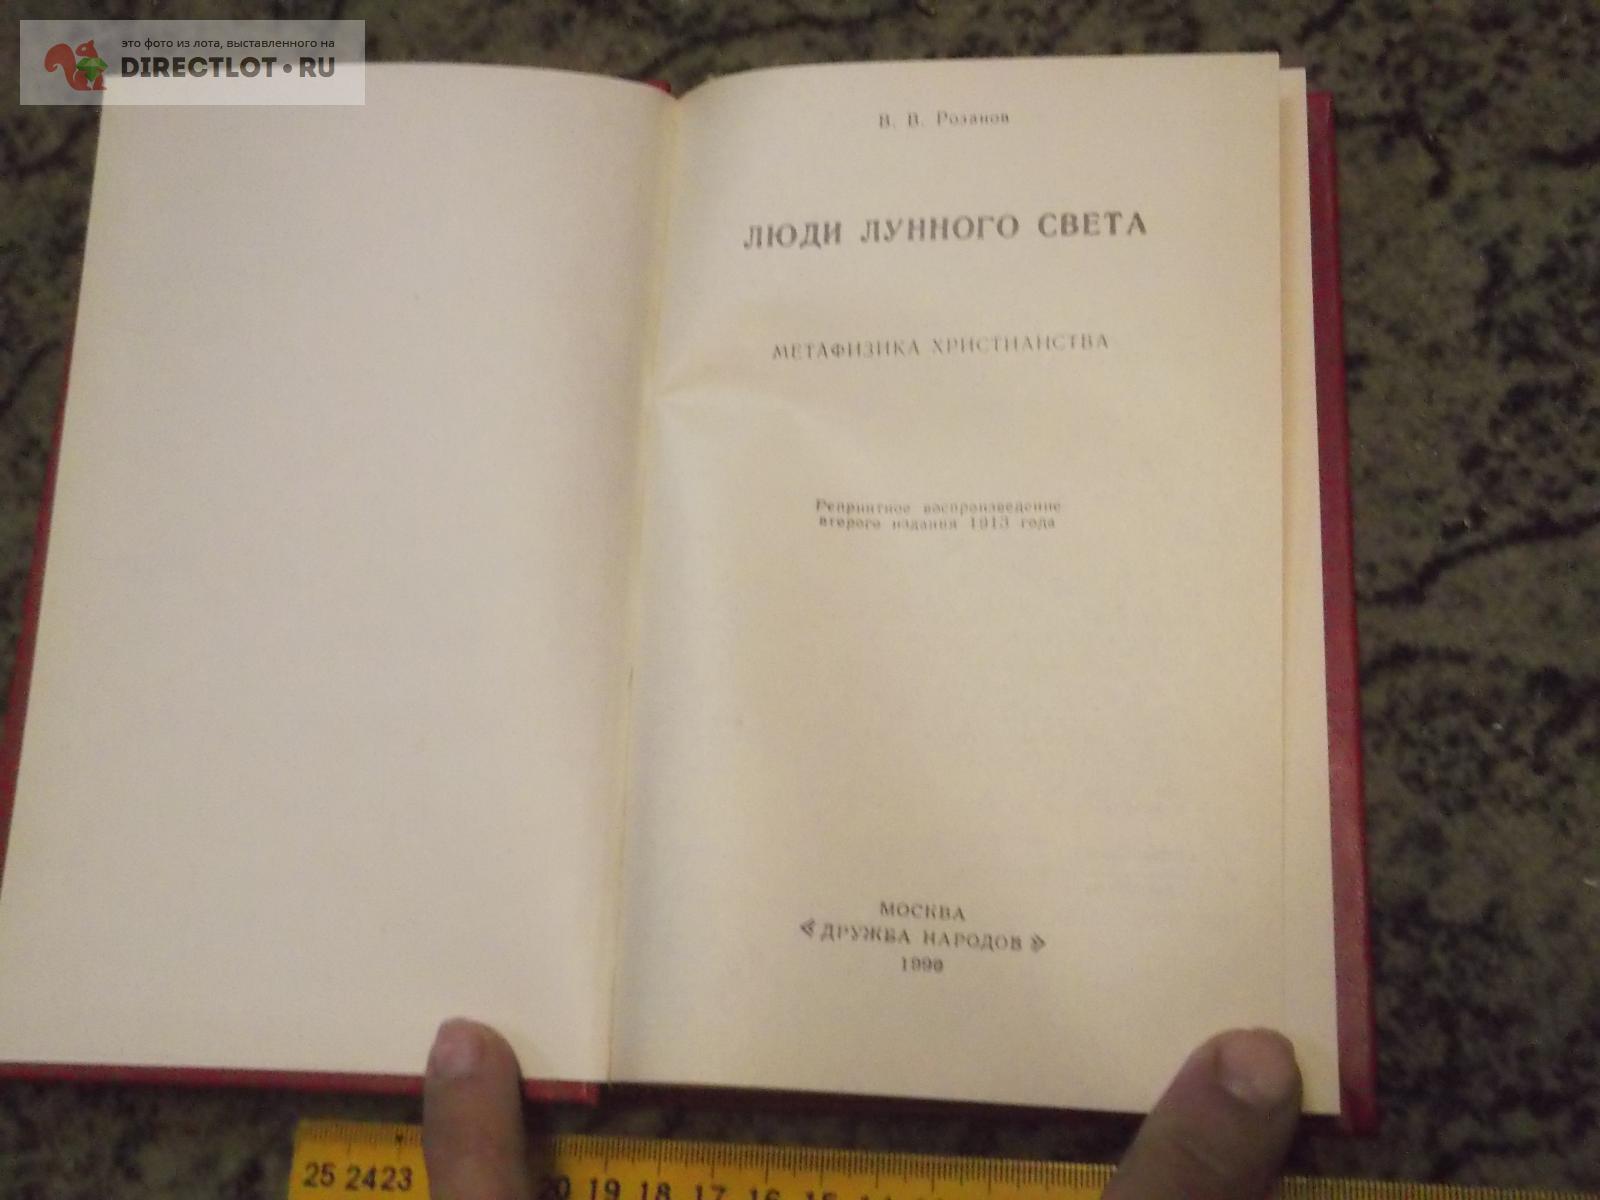 это фото из лота, выставленного на
DIRECTLOT•RU
В. В. Розанов
ЛЮДИ ЛУННОГО СВЕТА
МЕТАФИЗИКА ХРИСТИАНСТВА
Репринтное воспроизведение
второго издания 1913 года
МОСКВА
«ДРУЖБА НАРОДОВ»
1990
25 24 23 20 19 18 17 16 15